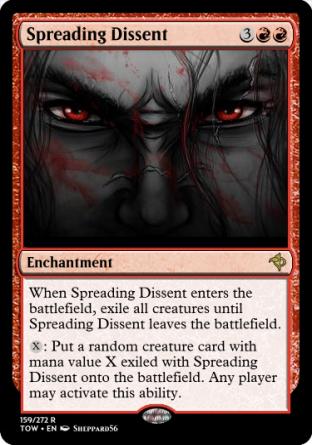 Spreading Dissent 3
Enchantment
When Spreading Dissent enters the
battlefield, exile all creatures until
Spreading Dissent leaves the battlefield.
X: Put a random creature card with
mana value X exiled with Spreading
Dissent onto the battlefield. Any player
may activate this ability.
159/272 R
TOW • EN Sheppard56